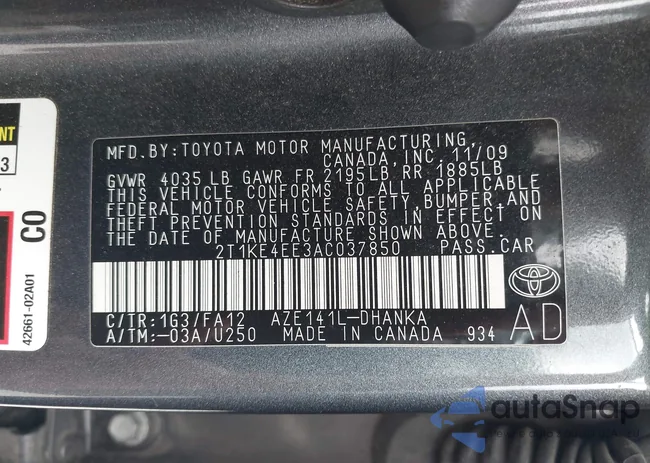 MFD. BY: TOYOTA MOTOR MANUFACTURING,
CANADA, INC. 11/09
GVWR 4035 LB GAWR FR 2195LB, RR 1885LB
THIS VEHICLE CONFORMS TO ALL APPLICABLE
FEDERAL MOTOR VEHICLE SAFETY, BUMPER, AND
THEFT PREVENTION STANDARDS IN EFFECT ON
THE DATE OF MANUFACTURE SHOWN ABOVE.
2T1KE4EE3AC037850 PASS. CAR
C/TR: 1G3/FA12 AZE141L-DHANKA
A/TM: -03A/U250 MADE IN CANADA 934
AD
NT
3
CO
42661-02A01
autoSnap